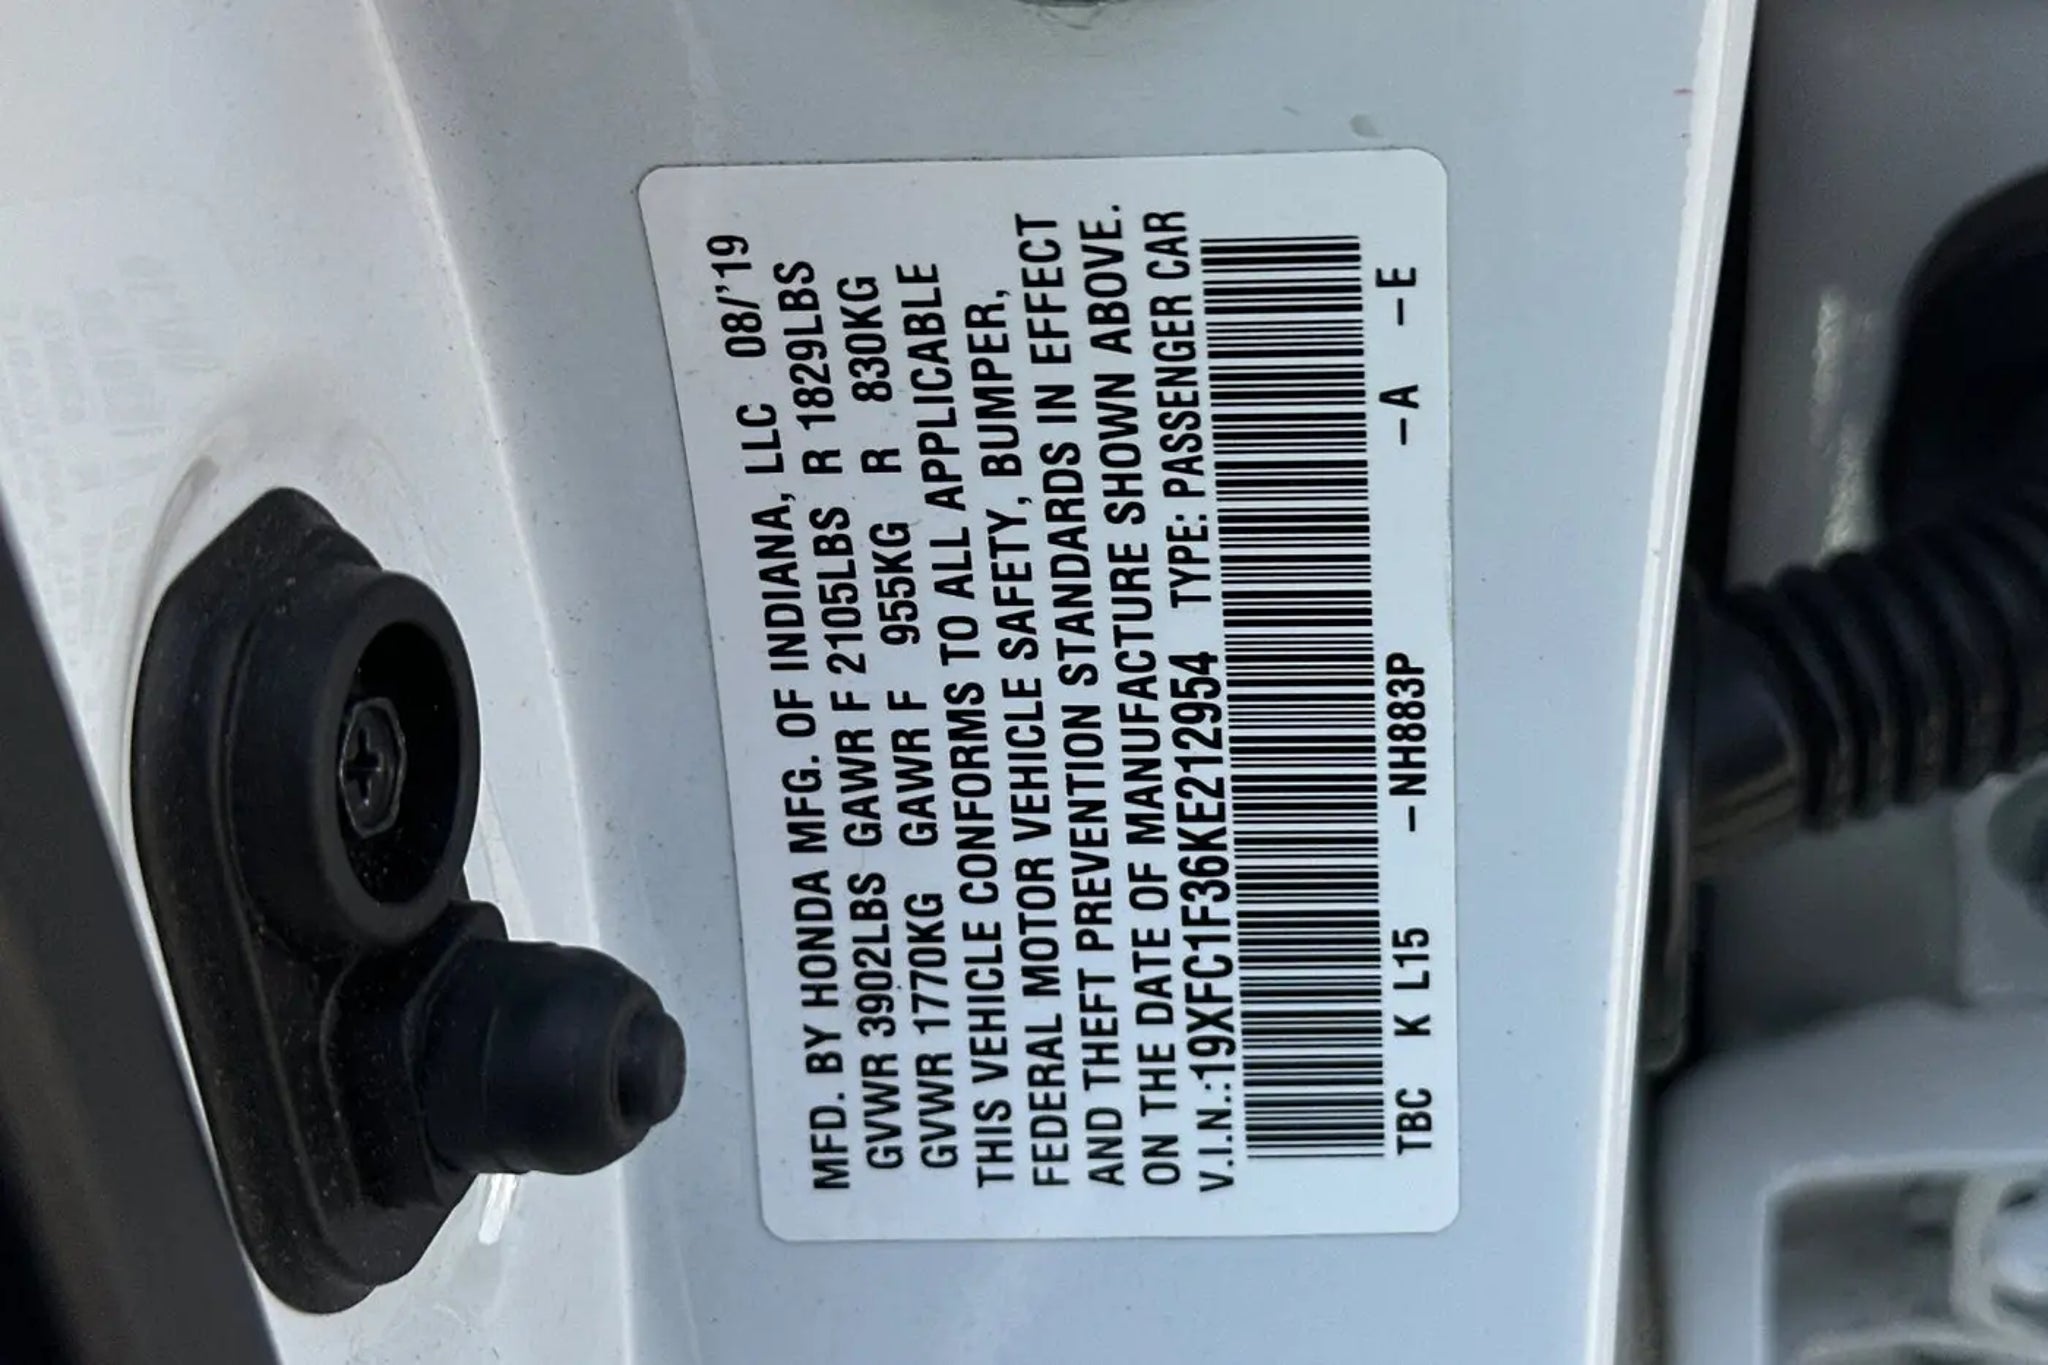 MFD. BY HONDA MFG. OF INDIANA, LLC 08/'19
GVWR 3902LBS GAWR F 2105LBS R 1829LBS
GVWR 1770KG GAWR F 955KG R 830KG
THIS VEHICLE CONFORMS TO ALL APPLICABLE
FEDERAL MOTOR VEHICLE SAFETY, BUMPER,
AND THEFT PREVENTION STANDARDS IN EFFECT
ON THE DATE OF MANUFACTURE SHOWN ABOVE.
V.I.N.:19XFC1F36KE212954 TYPE: PASSENGER CAR
TBC K L15 –NH883P –A –E